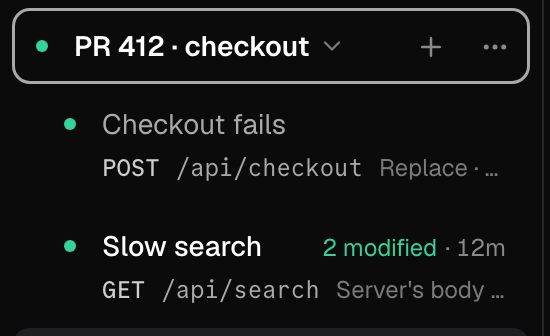 PR 412 · checkout
Checkout fails
POST /api/checkout Replace · …
Slow search 2 modified · 12m
GET /api/search Server's body …